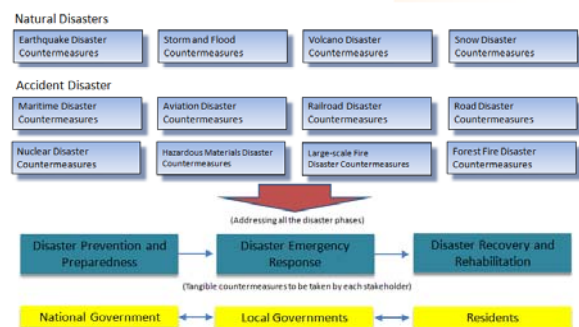 Natural Disasters
Earthquake Disaster
Countermeasures
Storm and Flood
Countermeasures
Volcano Disaster
Countermeasures
Snow Disaster
Countermeasures
Accident Disaster
Maritime Disaster
Countermeasures
Aviation Disaster
Countermeasures
Railroad Disaster
Countermeasures
Road Disaster
Countermeasures
Nuclear Disaster
Countermeasures
Hazardous Materials Disaster
Countermeasures
Large-scale Fire
Disaster Countermeasures
Forest Fire Disaster
Countermeasures
(Addressing all the disaster phases)
Disaster Prevention and
Preparedness
Disaster Emergency
Response
Disaster Recovery and
Rehabilitation
(Tangible countermeasures to be taken by each stakeholder)
National Government
Local Governments
Residents